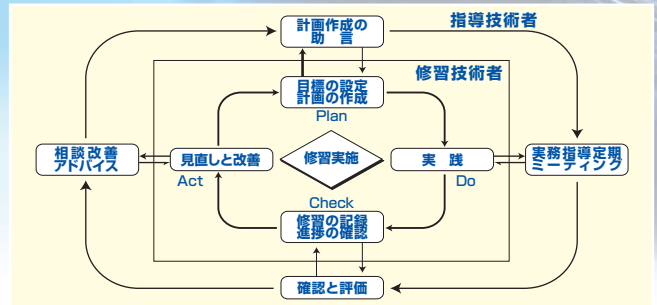 計画作成の
助言
指導技術者
修習技術者
目標の設定
計画の作成
Plan
相談改善
アドバイス
見直しと改善
Act
修習実施
実践
Do
実務指導定期
ミーティング
Check
修習の記録
進捗の確認
確認と評価